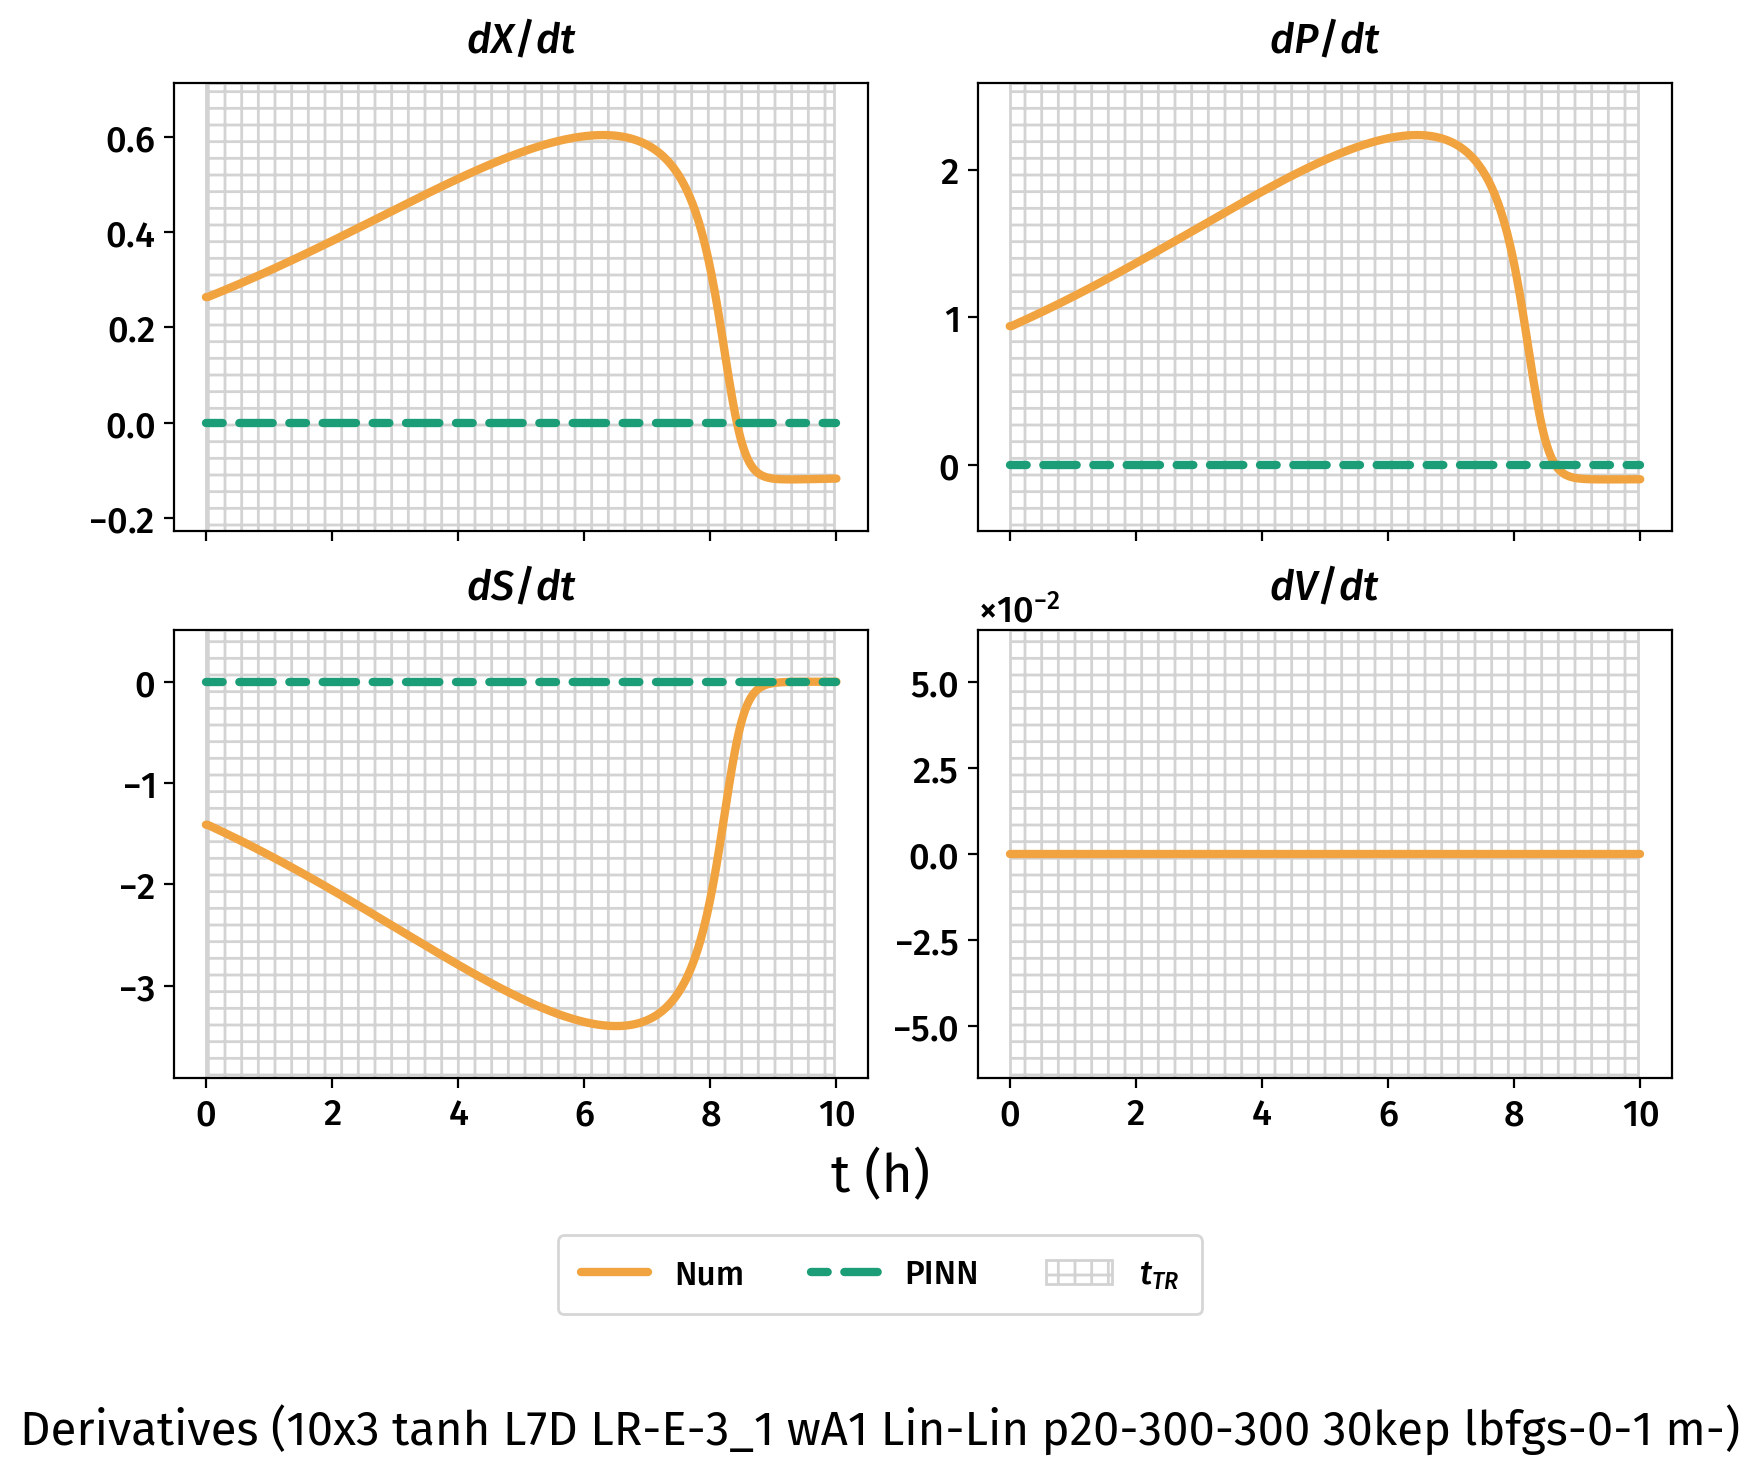 dX/dt
dP/dt
0.6
0.4
0.2
0.0
−0.2
2
1
0
dS/dt
dV/dt
×10⁻²
0
−1
−2
−3
5.0
2.5
0.0
−2.5
−5.0
0 2 4 6 8 10
0 2 4 6 8 10
t (h)
Num PINN t_TR
Derivatives (10x3 tanh L7D LR-E-3_1 wA1 Lin-Lin p20-300-300 30kep lbfgs-0-1 m-)